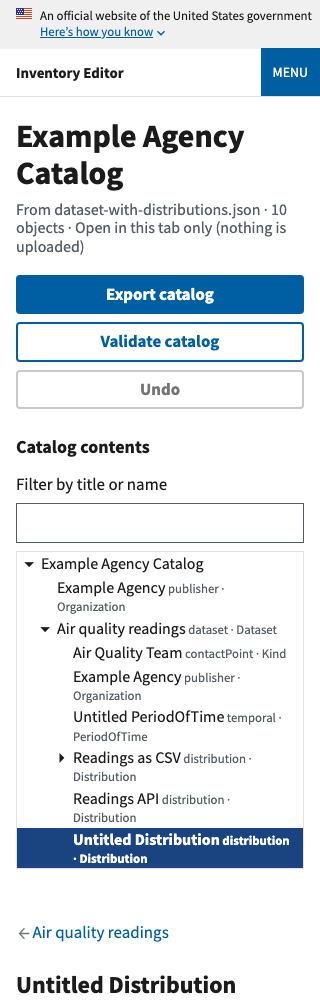 An official website of the United States government
Here's how you know
Inventory Editor
MENU
Example Agency
Catalog
From dataset-with-distributions.json · 10
objects · Open in this tab only (nothing is
uploaded)
Export catalog
Validate catalog
Undo
Catalog contents
Filter by title or name
Example Agency Catalog
Example Agency publisher ·
Organization
Air quality readings dataset · Dataset
Air Quality Team contactPoint · Kind
Example Agency publisher ·
Organization
Untitled PeriodOfTime temporal ·
PeriodOfTime
Readings as CSV distribution ·
Distribution
Readings API distribution ·
Distribution
Untitled Distribution distribution
· Distribution
Air quality readings
Untitled Distribution